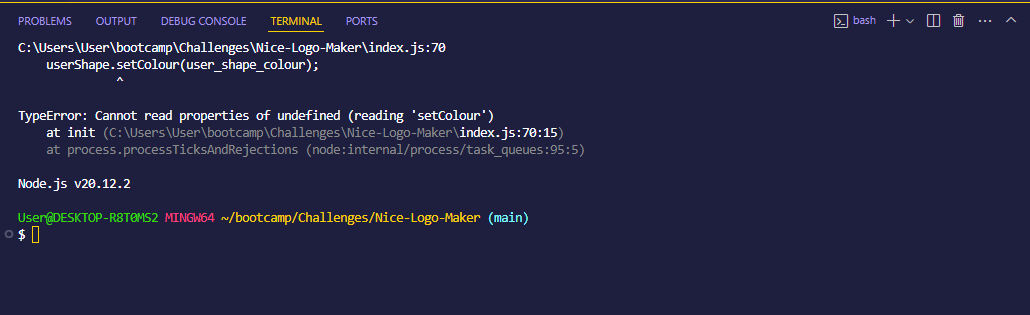 PROBLEMS OUTPUT DEBUG CONSOLE TERMINAL PORTS bash
C:\Users\User\bootcamp\Challenges\Nice-Logo-Maker\index.js:70
    userShape.setColour(user_shape_colour);
              ^
TypeError: Cannot read properties of undefined (reading 'setColour')
    at init (C:\Users\User\bootcamp\Challenges\Nice-Logo-Maker\index.js:70:15)
    at process.processTicksAndRejections (node:internal/process/task_queues:95:5)
Node.js v20.12.2
User@DESKTOP-R8T0MS2 MINGW64 ~/bootcamp/Challenges/Nice-Logo-Maker (main)
$